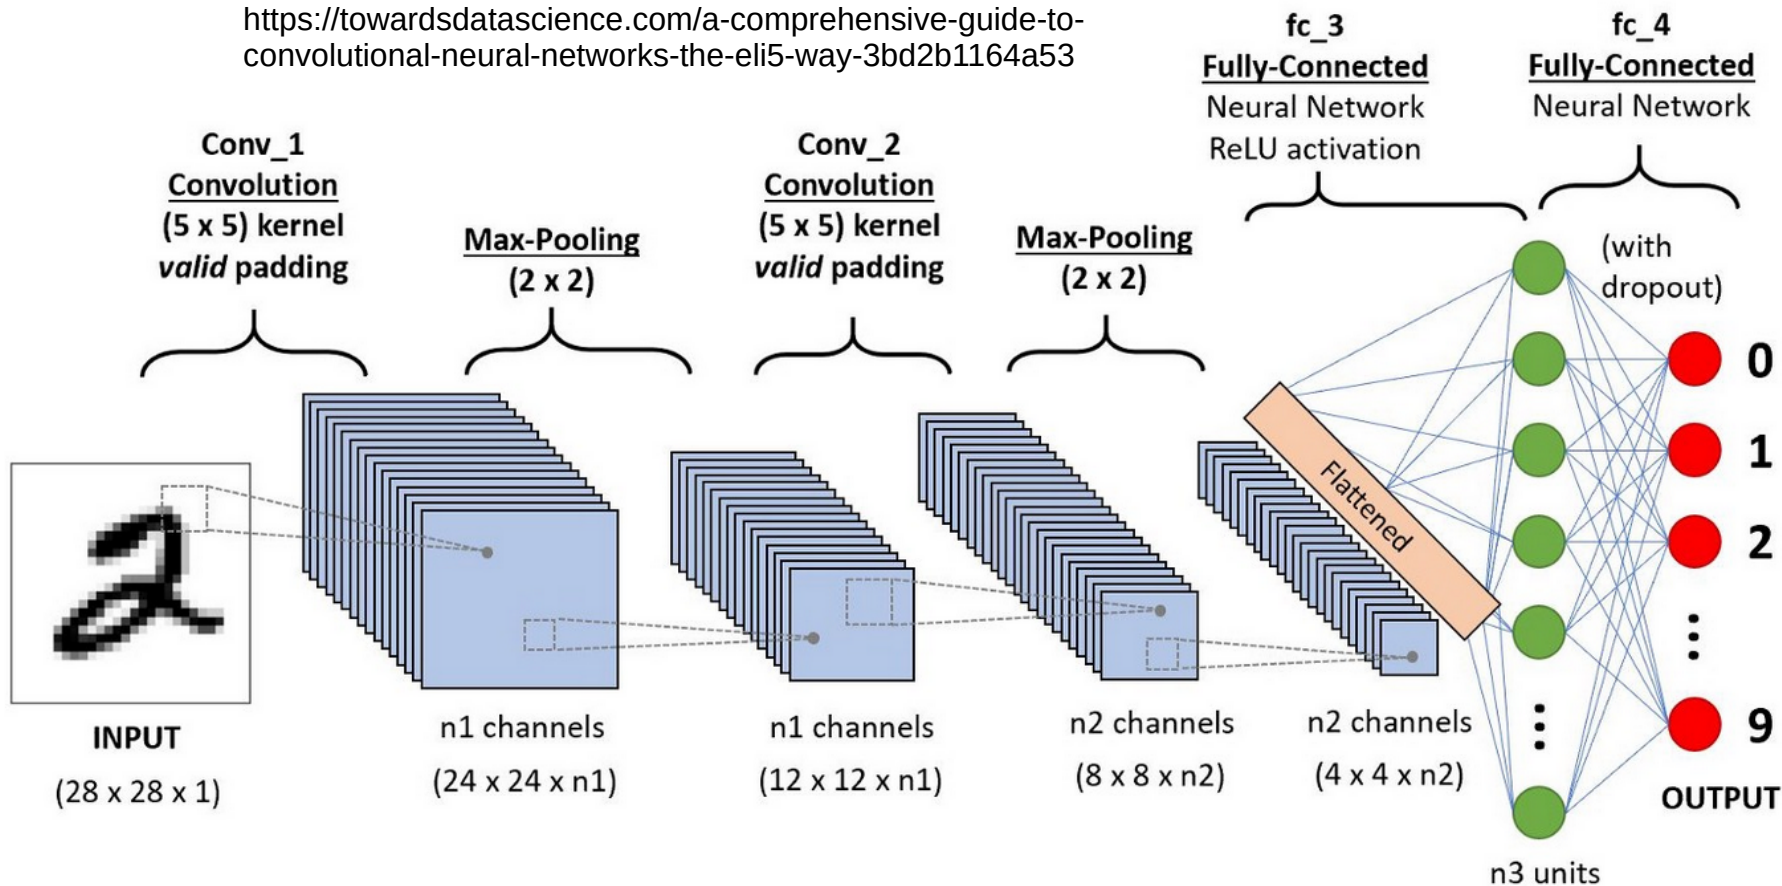 https://towardsdatascience.com/a-comprehensive-guide-to-
convolutional-neural-networks-the-eli5-way-3bd2b1164a53
Conv_1
Convolution
(5 x 5) kernel
valid padding
Max-Pooling
(2 x 2)
Conv_2
Convolution
(5 x 5) kernel
valid padding
Max-Pooling
(2 x 2)
fc_3
Fully-Connected
Neural Network
ReLU activation
fc_4
Fully-Connected
Neural Network
(with
dropout)
Flattened
0
1
2
9
OUTPUT
2
INPUT
(28 x 28 x 1)
n1 channels
(24 x 24 x n1)
n1 channels
(12 x 12 x n1)
n2 channels
(8 x 8 x n2)
n2 channels
(4 x 4 x n2)
n3 units